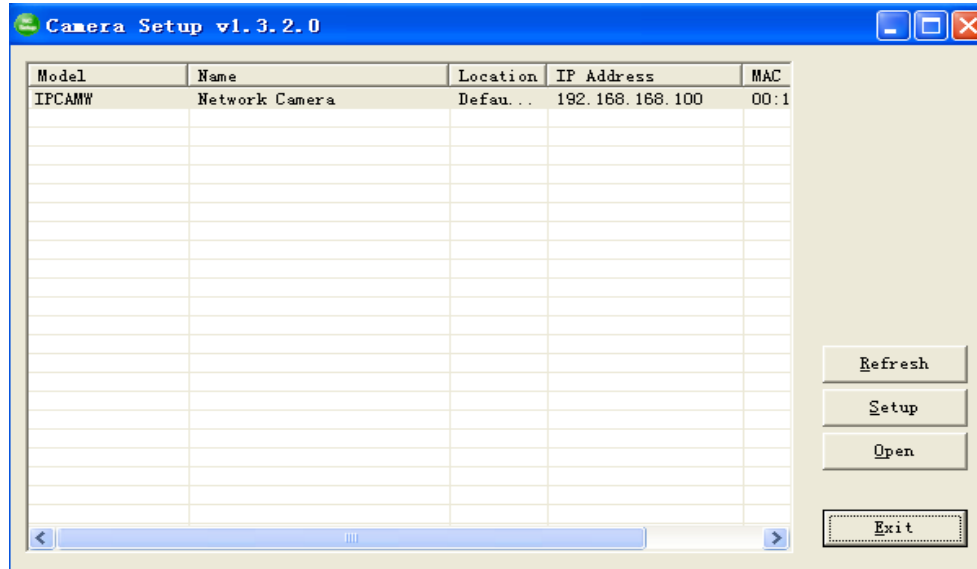 Camera Setup v1.3.2.0
Model Name Location IP Address MAC
IPCAMW Network Camera Defau... 192.168.168.100 00:1
Refresh
Setup
Open
Exit